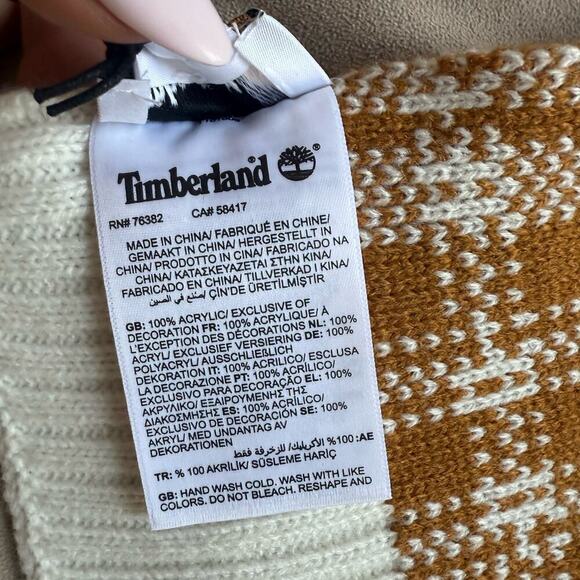 Timberland
RN# 76382 CA# 58417
MADE IN CHINA/ FABRIQUÉ EN CHINE/
GEMAAKT IN CHINA/ HERGESTELLT IN
CHINA/ PRODOTTO IN CINA/ FABRICADO EN
CHINA/ ΚΑΤΑΣΚΕΥΑΖΕΤΑΙ ΣΤΗΝ ΚΙΝΑ/
FABRICADO EN CHINA/ TILLVERKAD I KINA/
صنع في الصين/ ÇİN'DE ÜRETİLMİŞTİR
GB: 100% ACRYLIC/ EXCLUSIVE OF
DECORATION FR: 100% ACRYLIQUE/ À
L'EXCEPTION DES DÉCORATIONS NL: 100%
ACRYL/ EXCLUSIEF VERSIERING DE: 100%
POLYACRYL/ AUSSCHLIEßLICH
DEKORATION IT: 100% ACRILICO/ ESCLUSA
LA DECORAZIONE PT: 100% ACRÍLICO/
EXCLUSIVO PARA DECORAÇÃO EL: 100%
ΑΚΡΥΛΙΚΟ/ ΕΞΑΙΡΟΥΜΕΝΗΣ ΤΗΣ
ΔΙΑΚΟΣΜΗΣΗΣ ES: 100% ACRÍLICO/
EXCLUSIVO DE DECORACIÓN SE: 100%
AKRYL/ MED UNDANTAG AV
DEKORATIONEN
AE: 100% الاكريليك/ للزخرفة فقط
TR: % 100 AKRİLİK/ SÜSLEME HARİÇ
GB: HAND WASH COLD. WASH WITH LIKE
COLORS. DO NOT BLEACH. RESHAPE AND